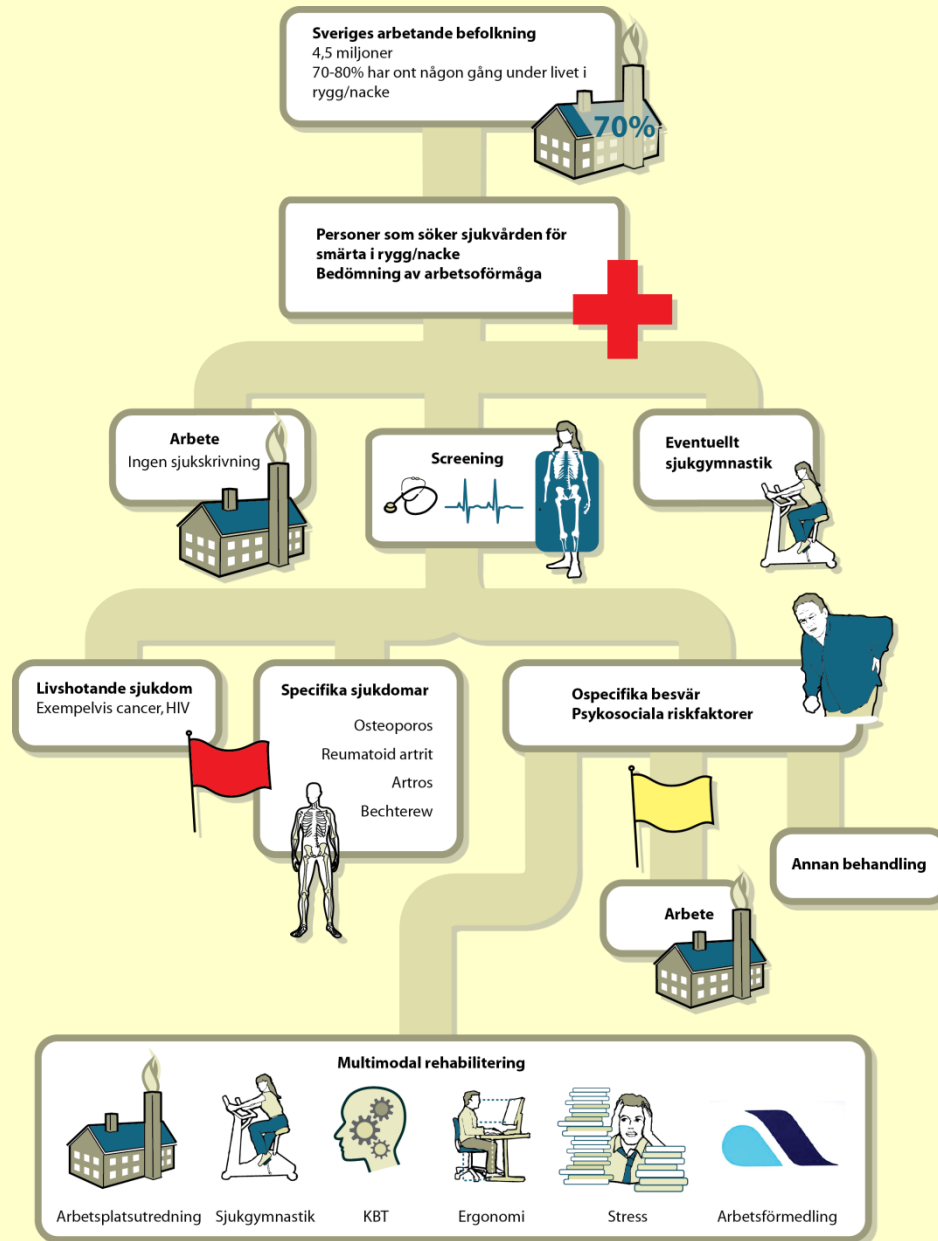 Sveriges arbetande befolkning
4,5 miljoner
70-80% har ont någon gång under livet i
rygg/nacke
70%
Personer som söker sjukvården för
smärta i rygg/nacke
Bedömning av arbetsoförmåga
Arbete
Ingen sjukskrivning
Screening
Eventuellt
sjukgymnastik
Livshotande sjukdom
Exempelvis cancer, HIV
Specifika sjukdomar
Osteoporos
Reumatoid artrit
Artros
Bechterew
Ospecifika besvär
Psykosociala riskfaktorer
Annan behandling
Arbete
Multimodal rehabilitering
Arbetsplatsutredning
Sjukgymnastik
KBT
Ergonomi
Stress
Arbetsförmedling